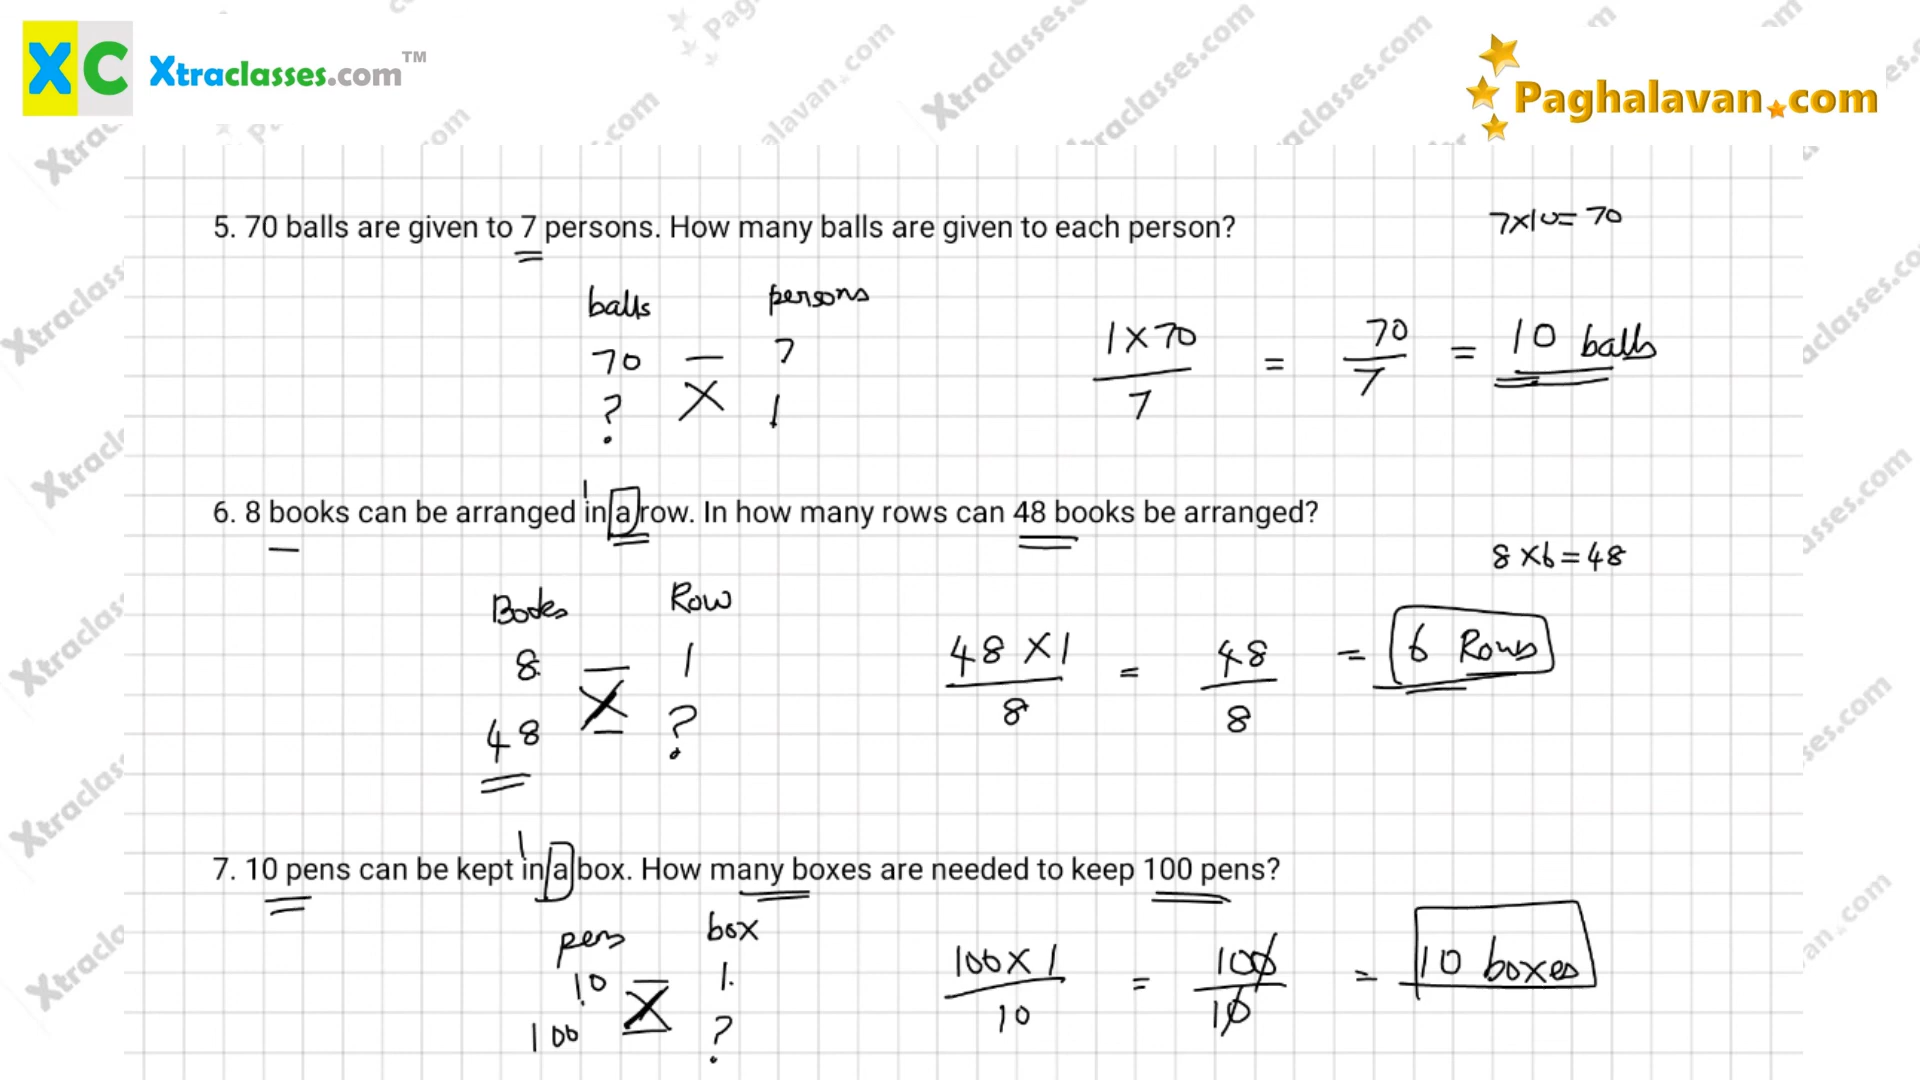 XC Xtraclasses.com™
Paghalavan.com
5. 70 balls are given to 7 persons. How many balls are given to each person?
7x10=70
balls persons
70 — 7
? X 1
1 X 70 / 7 = 70 / 7 = 10 balls
1
6. 8 books can be arranged in a row. In how many rows can 48 books be arranged?
8 X6=48
Books Row
8 — 1
48 X ?
48 X 1 / 8 = 48 / 8 = 6 Rows
1
7. 10 pens can be kept in a box. How many boxes are needed to keep 100 pens?
pens box
10 — 1
100 X ?
100 X 1 / 10 = 100 / 10 = 10 boxes